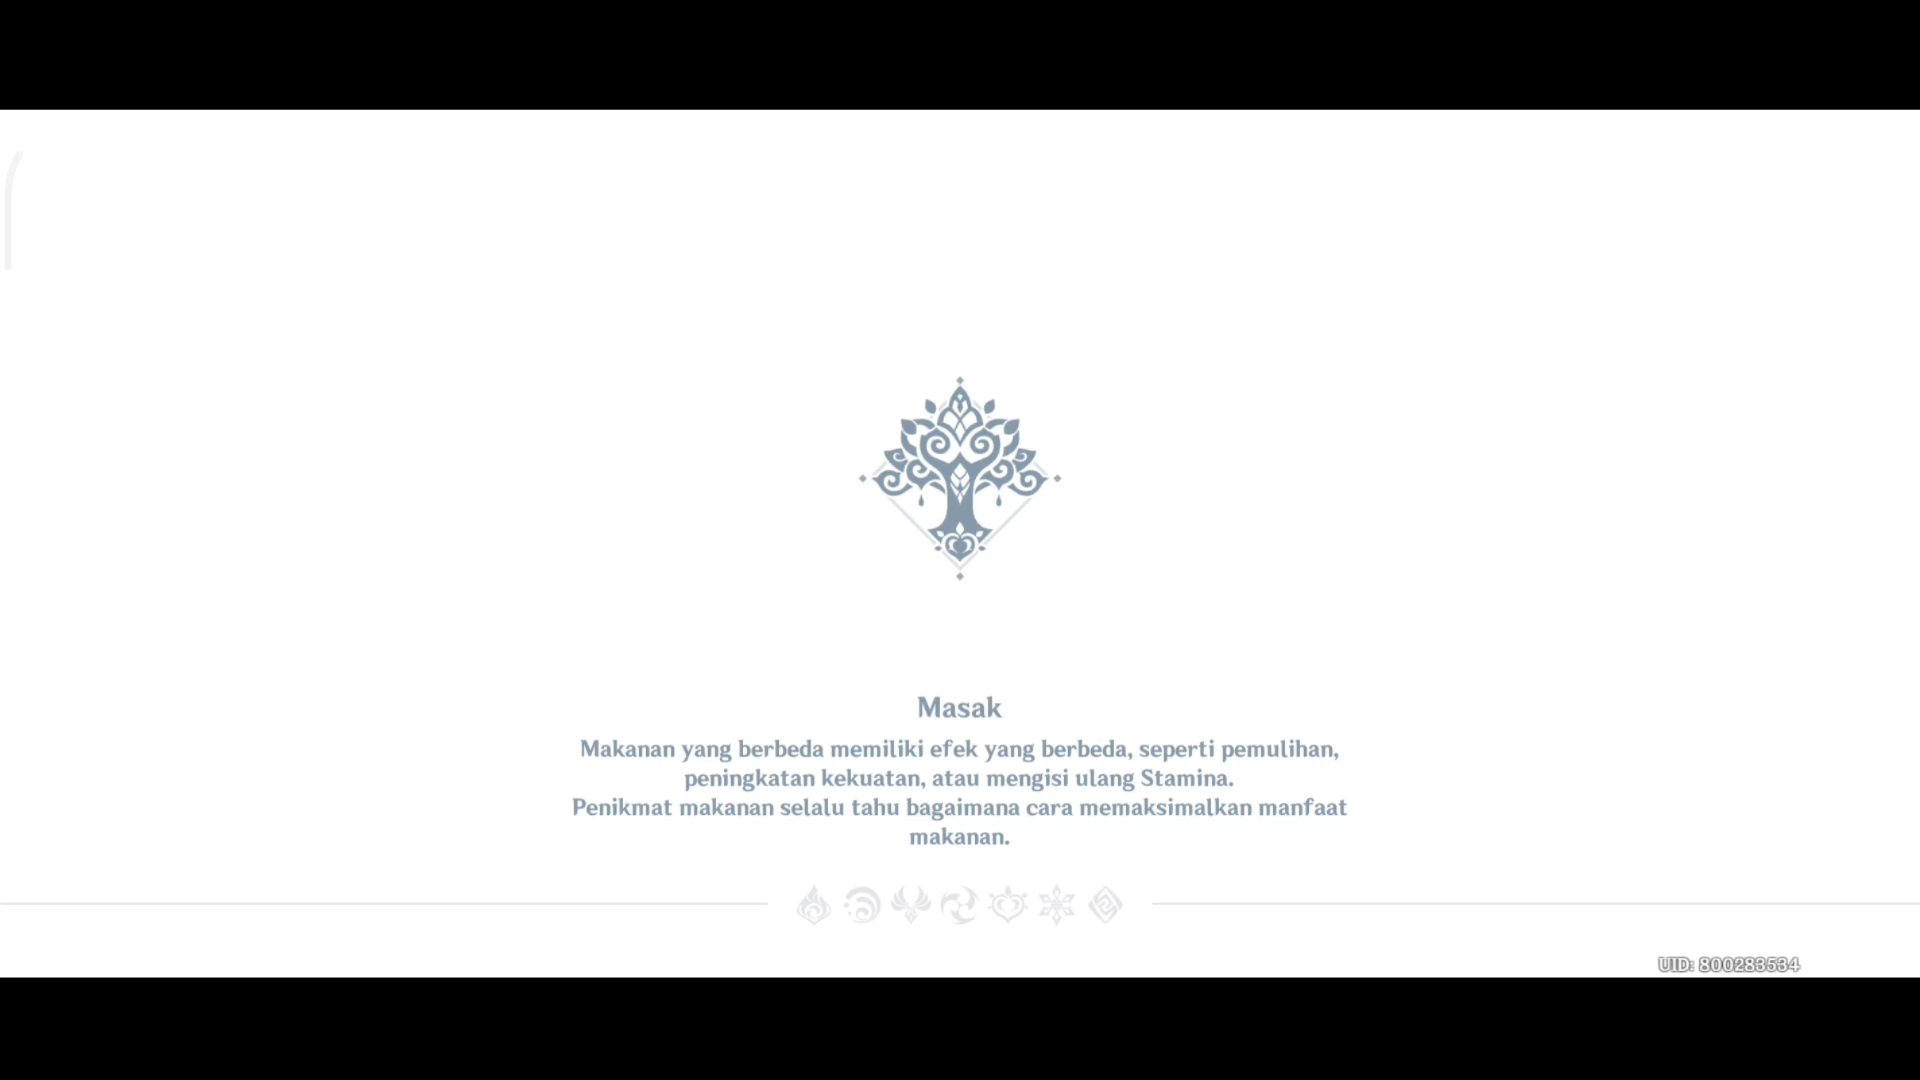 Masak
Makanan yang berbeda memiliki efek yang berbeda, seperti pemulihan,
peningkatan kekuatan, atau mengisi ulang Stamina.
Penikmat makanan selalu tahu bagaimana cara memaksimalkan manfaat
makanan.
UID: 800283534